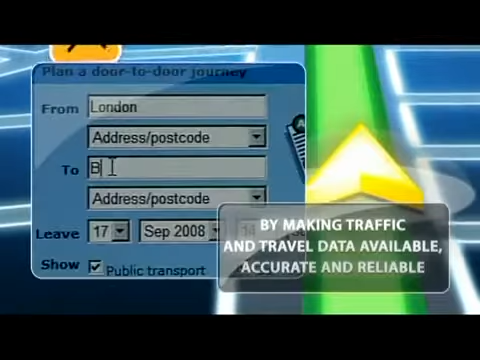 Plan a door-to-door journey
From London
Address/postcode
To B
Address/postcode
Leave 17 Sep 2008 14
Show Public transport
BY MAKING TRAFFIC
AND TRAVEL DATA AVAILABLE,
ACCURATE AND RELIABLE